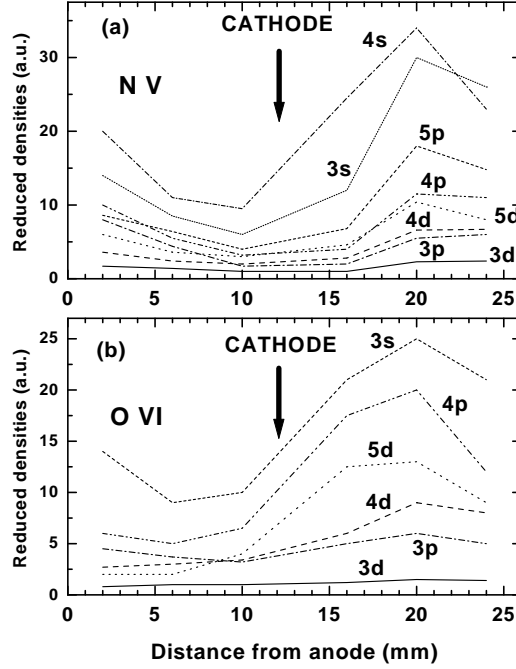 (a)
CATHODE
4s
N V
3s
5p
4p
5d
4d
3p
3d
Reduced densities (a.u.)
0
10
20
30
0
5
10
15
20
25
(b)
CATHODE
3s
O VI
4p
5d
4d
3p
3d
Reduced densities (a.u.)
0
5
10
15
20
25
0
5
10
15
20
25
Distance from anode (mm)